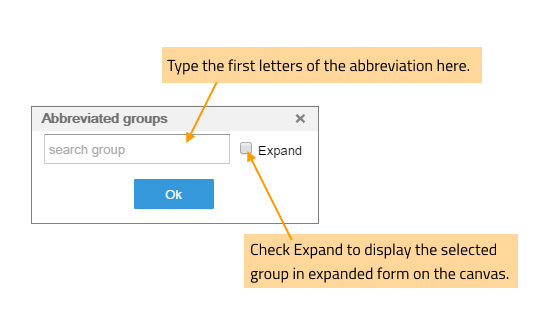 Type the first letters of the abbreviation here.
Abbreviated groups ×
search group
Expand
Ok
Check Expand to display the selected
group in expanded form on the canvas.